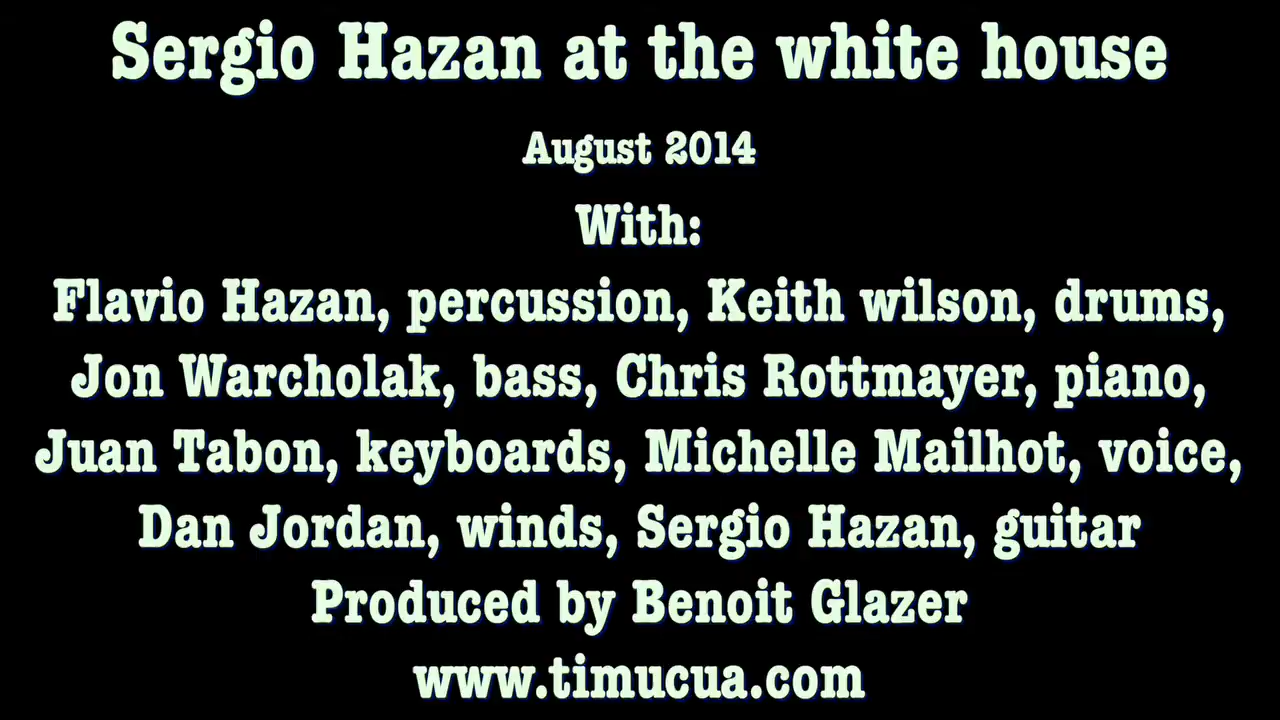 Sergio Hazan at the white house
August 2014
With:
Flavio Hazan, percussion, Keith wilson, drums,
Jon Warcholak, bass, Chris Rottmayer, piano,
Juan Tabon, keyboards, Michelle Mailhot, voice,
Dan Jordan, winds, Sergio Hazan, guitar
Produced by Benoit Glazer
www.timucua.com